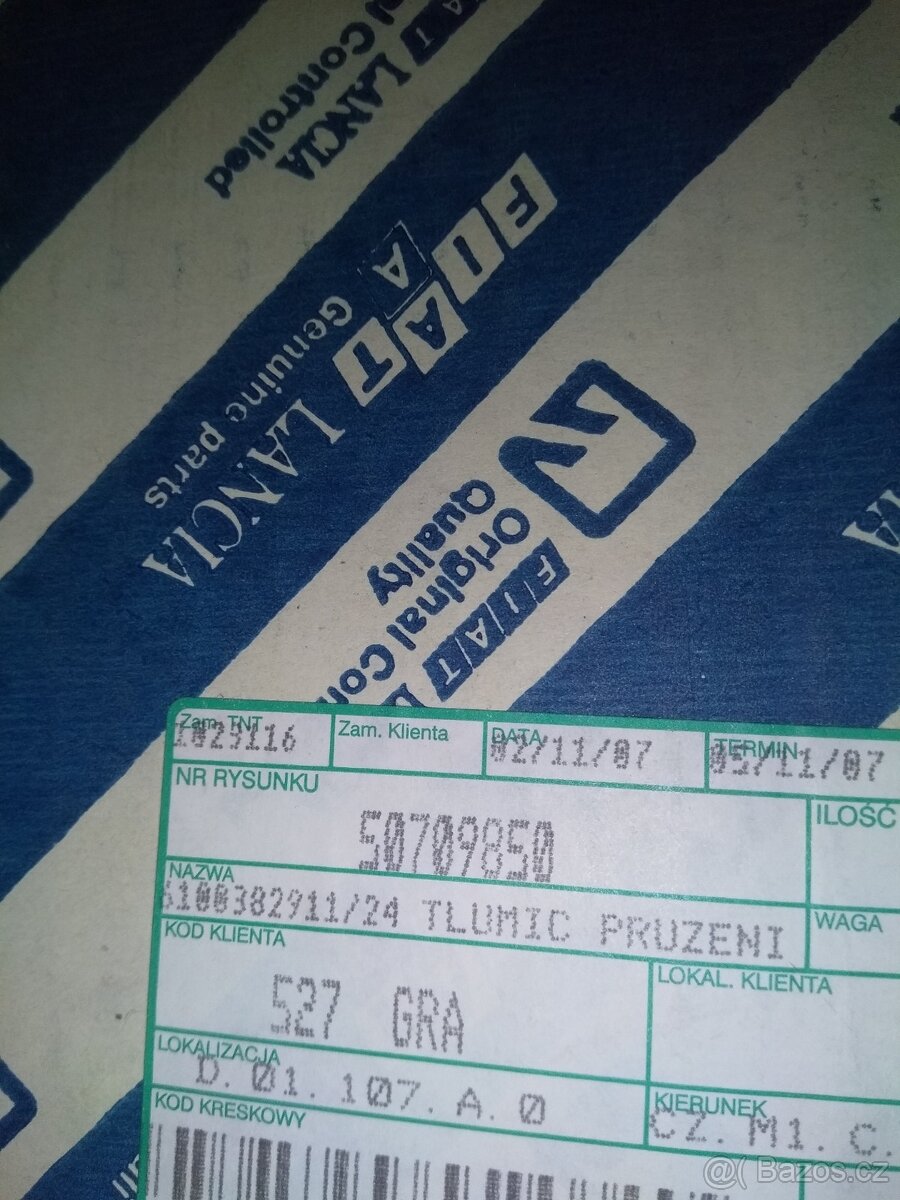 FIAT LANCIA
Controlled
FIAT LANCIA
Genuine parts
Original Con
Quality
FIAT L
Zam. TNT
1029116
Zam. Klienta
DATA
02/11/07
TERMIN
05/11/07
NR RYSUNKU
50709850
ILOŚĆ
NAZWA
6100382911/24 TLUMIC PRUZENI
WAGA
KOD KLIENTA
527 GRA
LOKAL. KLIENTA
LOKALIZACJA
D.01.107.A.0
KIERUNEK
CZ.M1.C.
KOD KRESKOWY
@( Bazos.cz